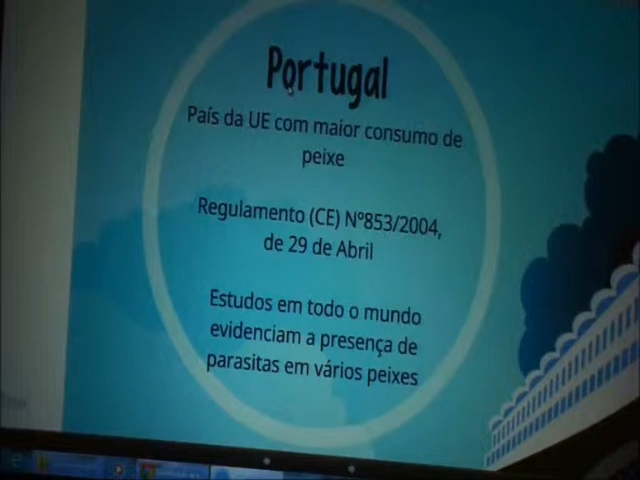 Portugal
País da UE com maior consumo de
peixe
Regulamento (CE) Nº853/2004,
de 29 de Abril
Estudos em todo o mundo
evidenciam a presença de
parasitas em vários peixes